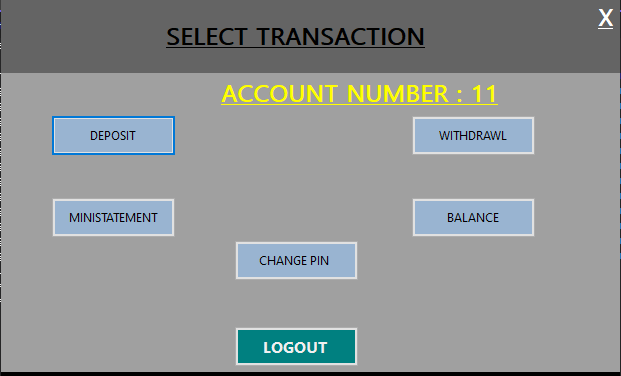 X
SELECT TRANSACTION
ACCOUNT NUMBER : 11
DEPOSIT
WITHDRAWL
MINISTATEMENT
BALANCE
CHANGE PIN
LOGOUT